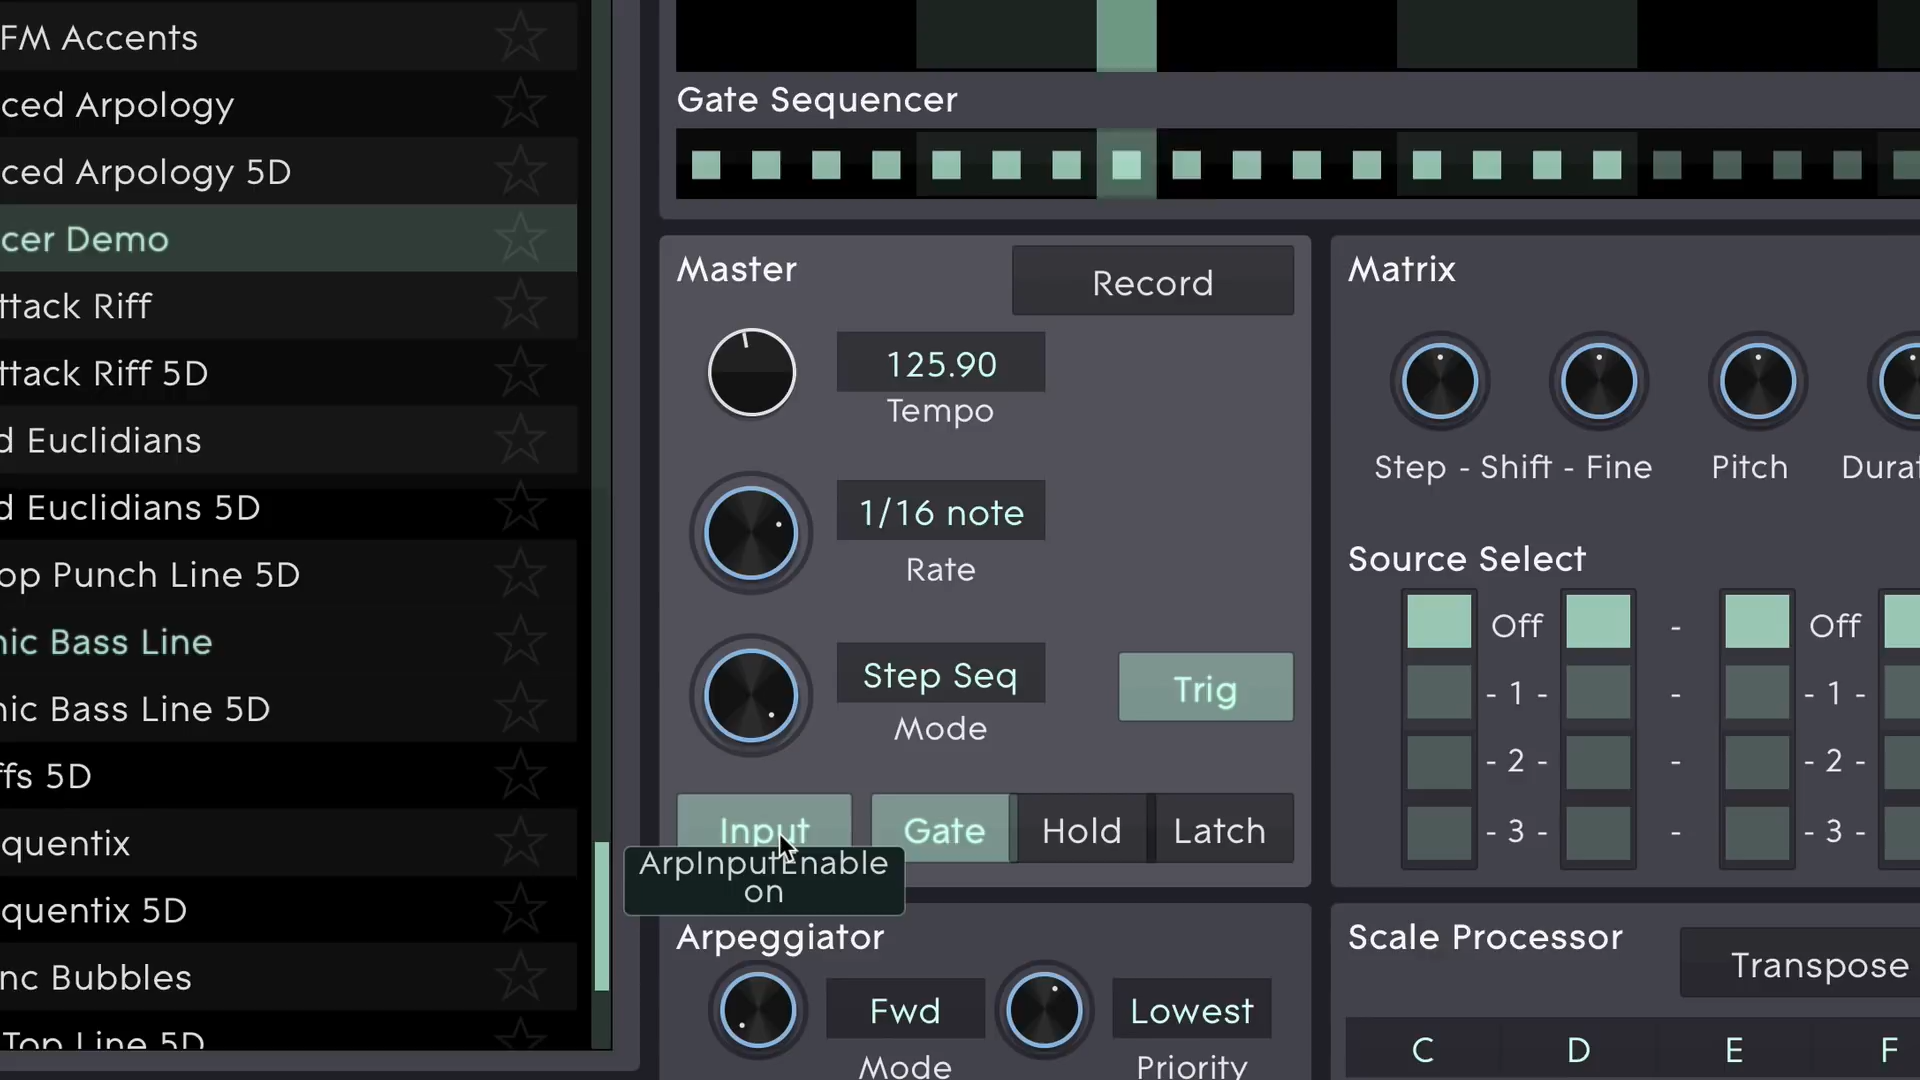 FM Accents
ced Arpology
ced Arpology 5D
cer Demo
ttack Riff
ttack Riff 5D
d Euclidians
d Euclidians 5D
op Punch Line 5D
nic Bass Line
nic Bass Line 5D
ffs 5D
quentix
quentix 5D
nc Bubbles
Top Line 5D
Gate Sequencer
Master
Record
125.90
Tempo
1/16 note
Rate
Step Seq
Mode
Trig
Input
Gate
Hold
Latch
ArpInputEnable
on
Arpeggiator
Fwd
Mode
Lowest
Priority
Matrix
Step - Shift - Fine
Pitch
Durat
Source Select
Off - Off
- 1 - - - 1 -
- 2 - - - 2 -
- 3 - - - 3 -
Scale Processor
Transpose
C D E F